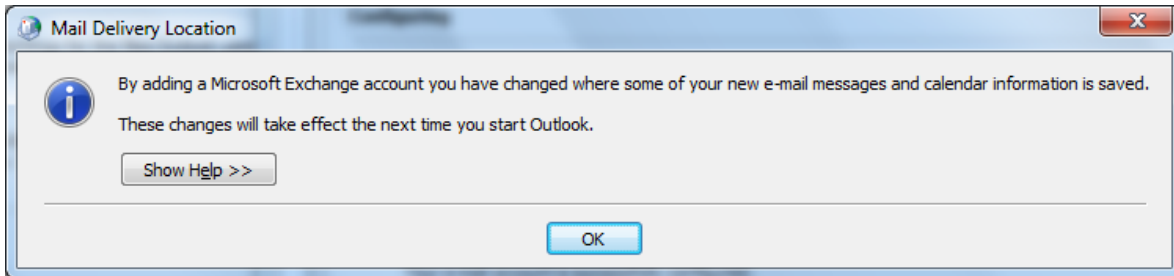 Configuring
Mail Delivery Location
By adding a Microsoft Exchange account you have changed where some of your new e-mail messages and calendar information is saved.
These changes will take effect the next time you start Outlook.
Show Help >>
OK